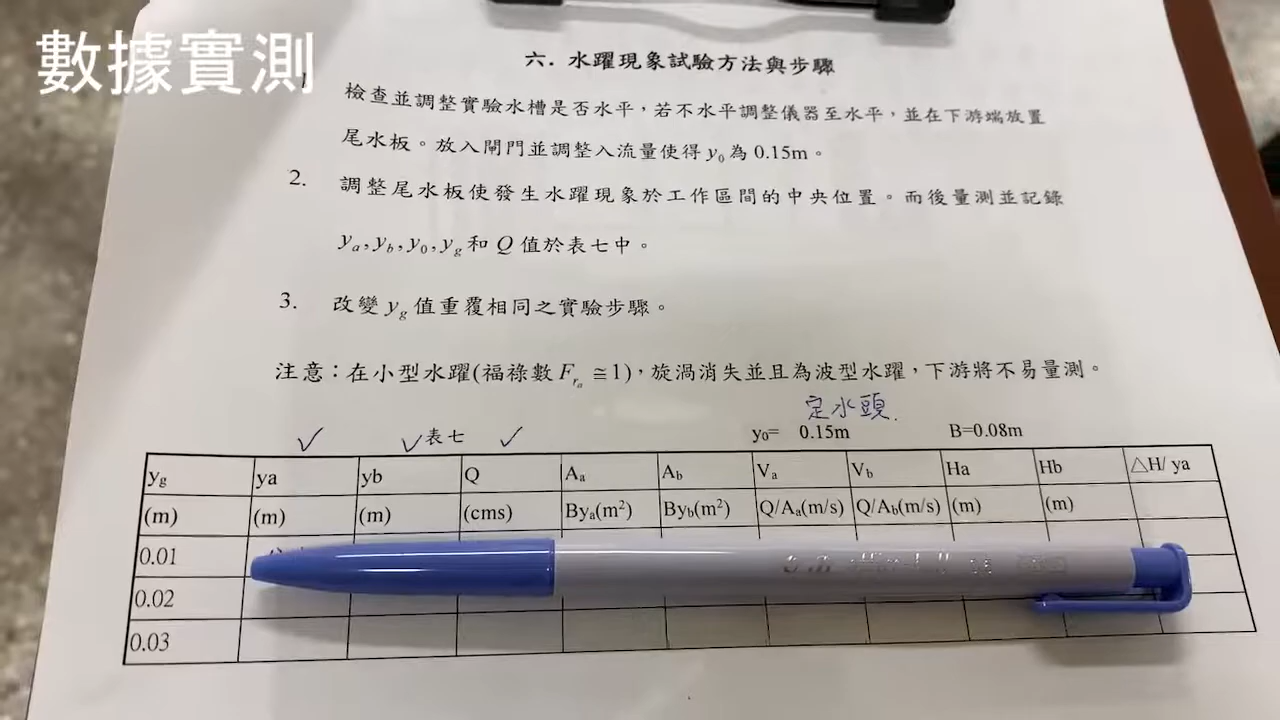 數據實測
六. 水躍現象試驗方法與步驟
檢查並調整實驗水槽是否水平,若不水平調整儀器至水平,並在下游端放置
尾水板。放入閘門並調整入流量使得 y₀ 為 0.15m。
2. 調整尾水板使發生水躍現象於工作區間的中央位置。而後量測並記錄
yₐ, y_b, y₀, y_g 和 Q 值於表七中。
3. 改變 y_g 值重覆相同之實驗步驟。
注意:在小型水躍(福祿數 F_rₐ ≅1),旋渦消失並且為波型水躍,下游將不易量測。
定水頭.
✓ ✓ 表七 ✓ y₀= 0.15m B=0.08m
y_g ya yb Q Aₐ A_b Vₐ V_b Ha Hb △H/ ya
(m) (m) (m) (cms) Byₐ(m²) By_b(m²) Q/Aₐ(m/s) Q/A_b(m/s) (m) (m)
0.01
0.02
0.03